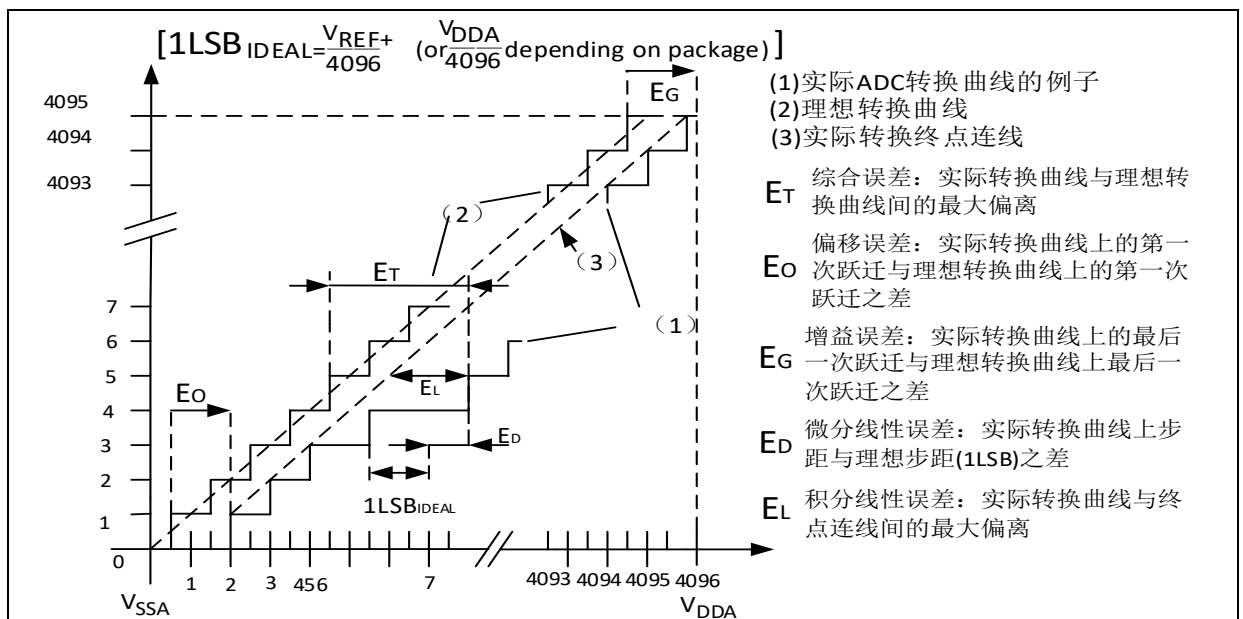 [1LSB IDEAL=VREF+/4096 (or VDDA/4096 depending on package)]
4095
4094
4093
7
6
5
4
3
2
1
0
EG
(2)
(3)
(1)
ET
EO
EL
ED
1LSBIDEAL
1 2 3 456 7 4093 4094 4095 4096
VSSA
VDDA
(1)实际ADC转换曲线的例子
(2)理想转换曲线
(3)实际转换终点连线
ET 综合误差：实际转换曲线与理想转
换曲线间的最大偏离
EO 偏移误差：实际转换曲线上的第一
次跃迁与理想转换曲线上的第一次
跃迁之差
EG 增益误差：实际转换曲线上的最后
一次跃迁与理想转换曲线上最后一
次跃迁之差
ED 微分线性误差：实际转换曲线上步
距与理想步距(1LSB)之差
EL 积分线性误差：实际转换曲线与终
点连线间的最大偏离